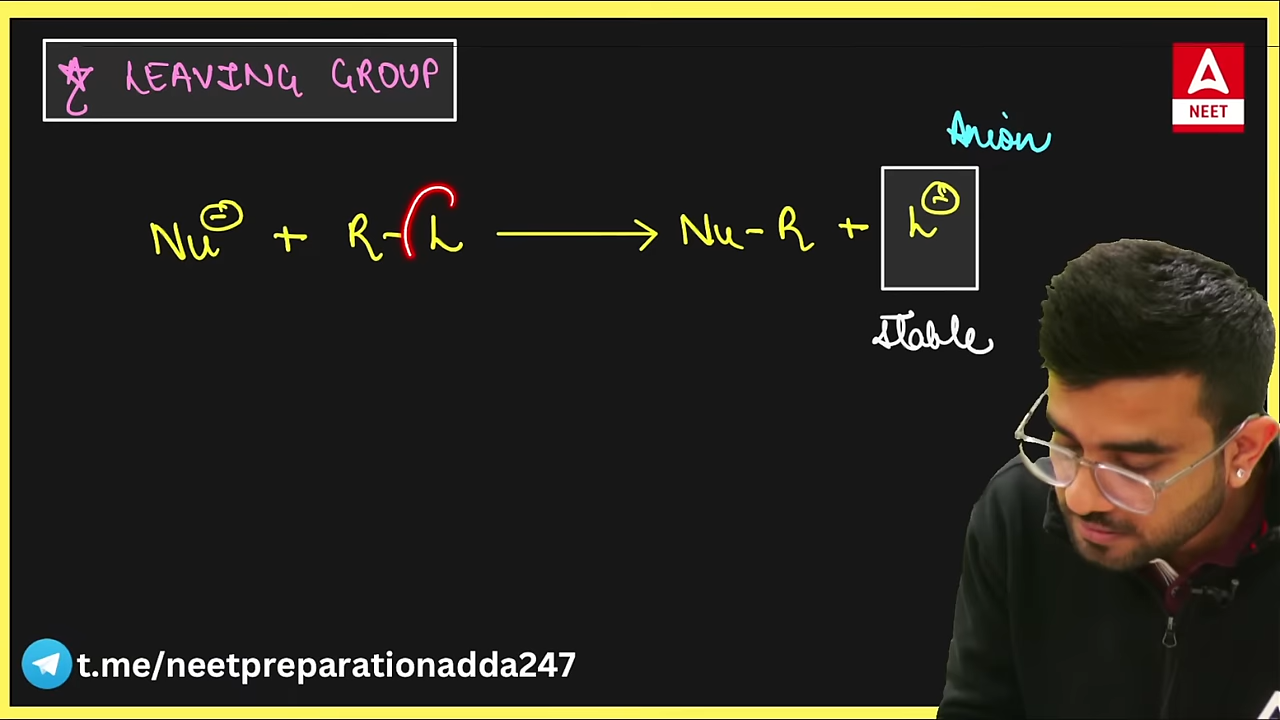 ☆ LEAVING GROUP
NEET
Anion
Nu⊖ + R-L ⟶ Nu-R + L⊖
stable
t.me/neetpreparationadda247